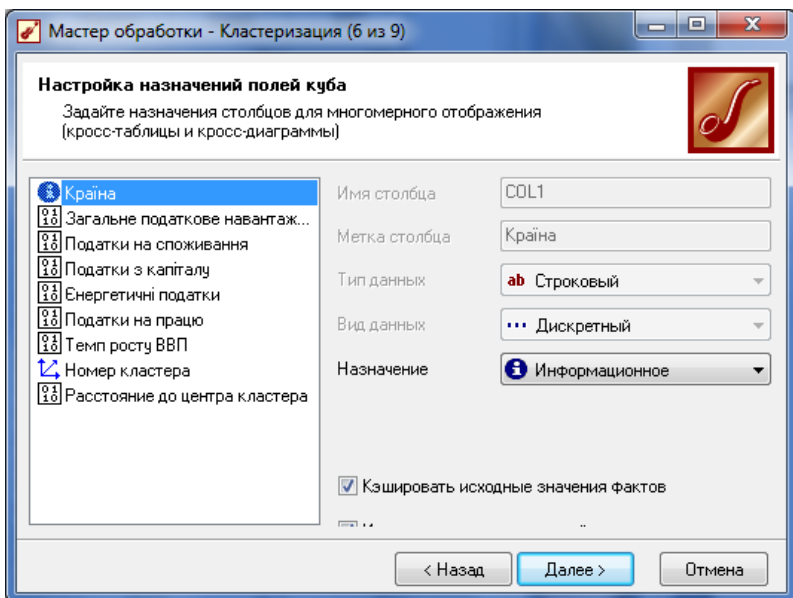 Мастер обработки - Кластеризация (6 из 9)
Настройка назначений полей куба
Задайте назначения столбцов для многомерного отображения
(кросс-таблицы и кросс-диаграммы)
Країна
Загальне податкове навантаж...
Податки на споживання
Податки з капіталу
Енергетичні податки
Податки на працю
Темп росту ВВП
Номер кластера
Расстояние до центра кластера
Имя столбца COL1
Метка столбца Країна
Тип данных ab Строковый
Вид данных Дискретный
Назначение Информационное
Кэшировать исходные значения фактов
< Назад Далее > Отмена